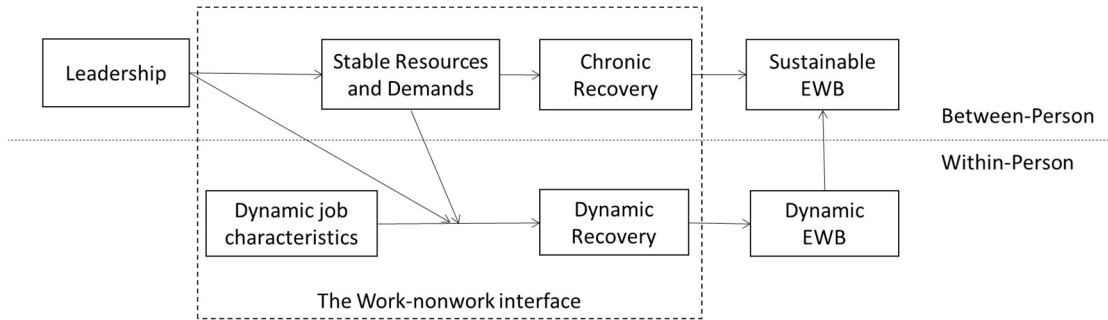 Leadership
Stable Resources
and Demands
Chronic
Recovery
Sustainable
EWB
Between-Person
Within-Person
Dynamic job
characteristics
Dynamic
Recovery
Dynamic
EWB
The Work-nonwork interface